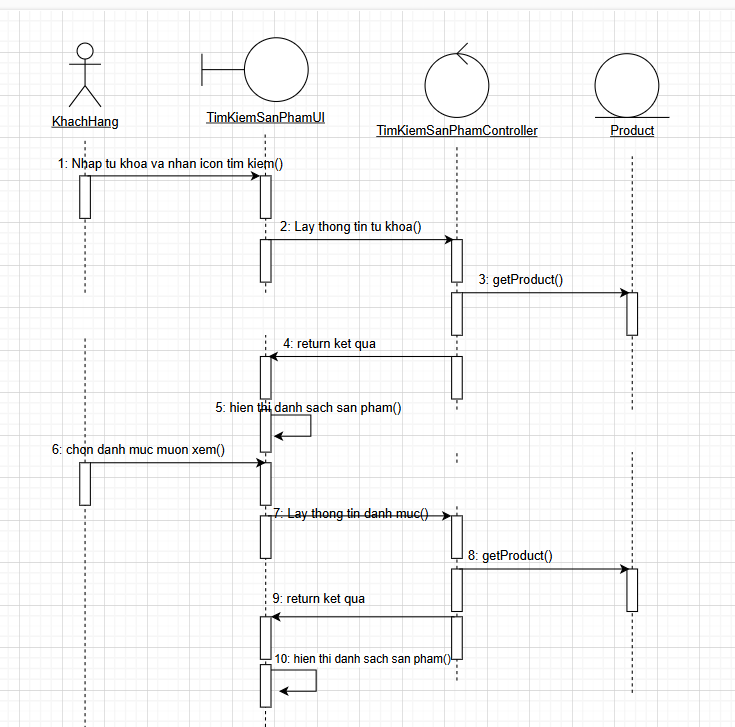 KhachHang
TimKiemSanPhamUI
TimKiemSanPhamController
Product
1: Nhap tu khoa va nhan icon tim kiem()
2: Lay thong tin tu khoa()
3: getProduct()
4: return ket qua
5: hien thi danh sach san pham()
6: chon danh muc muon xem()
7: Lay thong tin danh muc()
8: getProduct()
9: return ket qua
10: hien thi danh sach san pham()